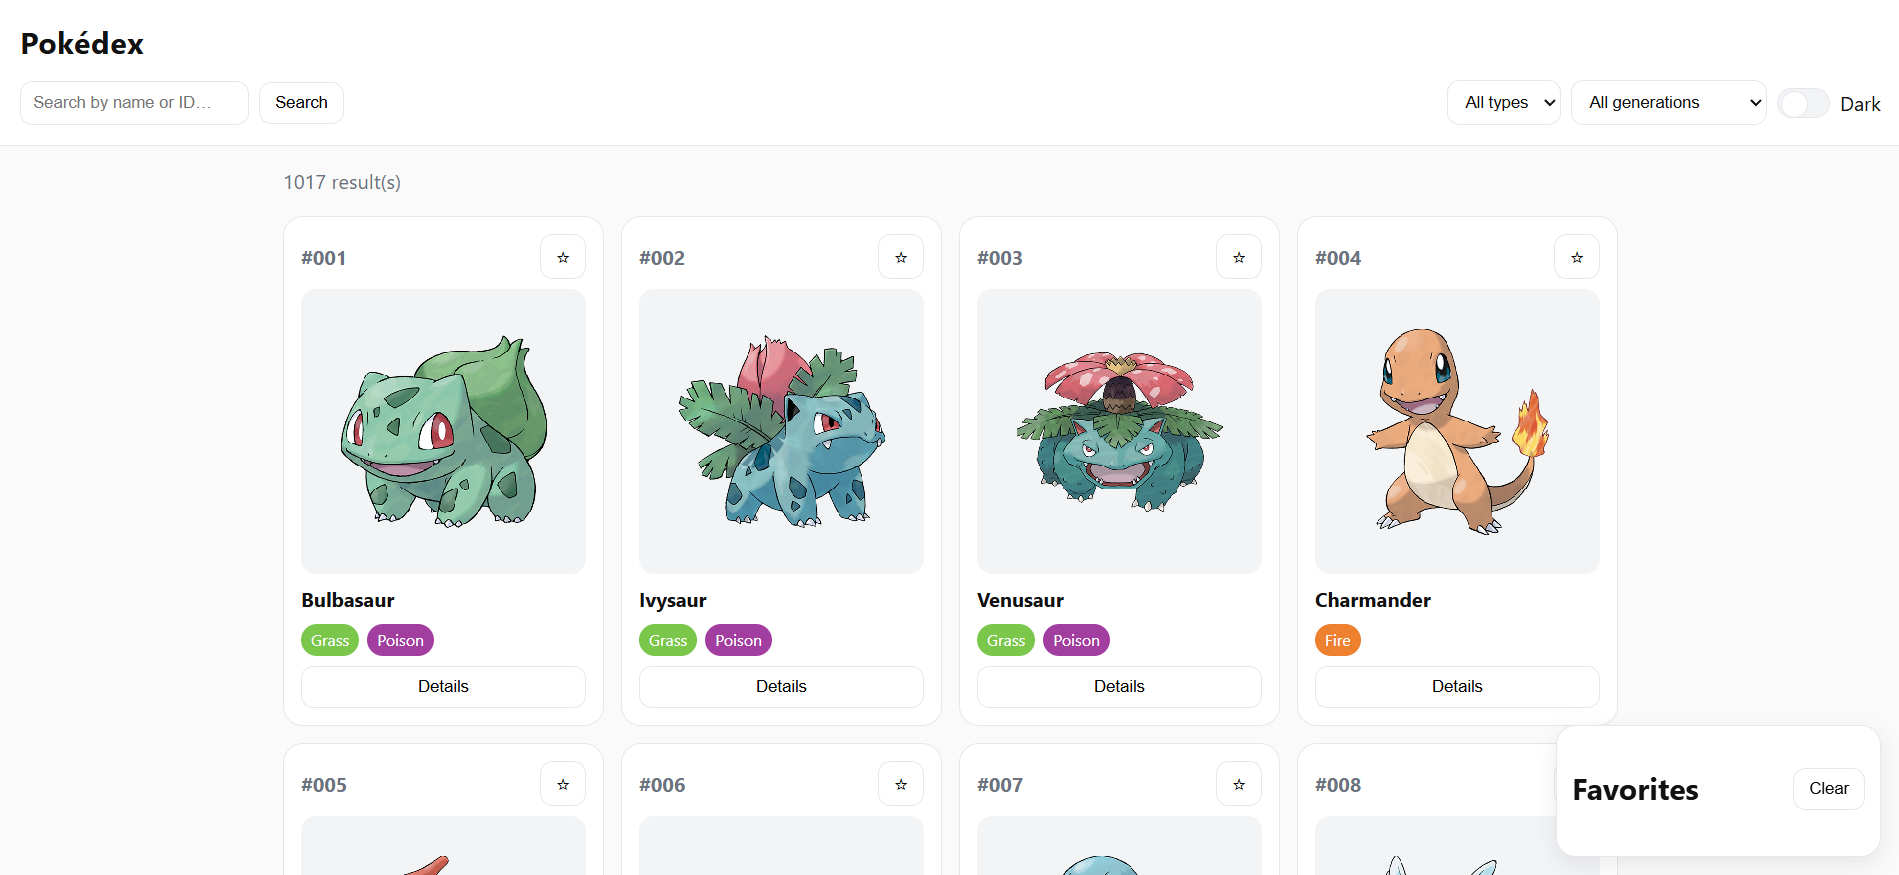 Pokédex
Search by name or ID…
Search
All types
All generations
Dark
1017 result(s)
#001 ☆
#002 ☆
#003 ☆
#004 ☆
Bulbasaur
Ivysaur
Venusaur
Charmander
Grass Poison
Grass Poison
Grass Poison
Fire
Details
Details
Details
Details
#005 ☆
#006 ☆
#007 ☆
#008
Favorites
Clear